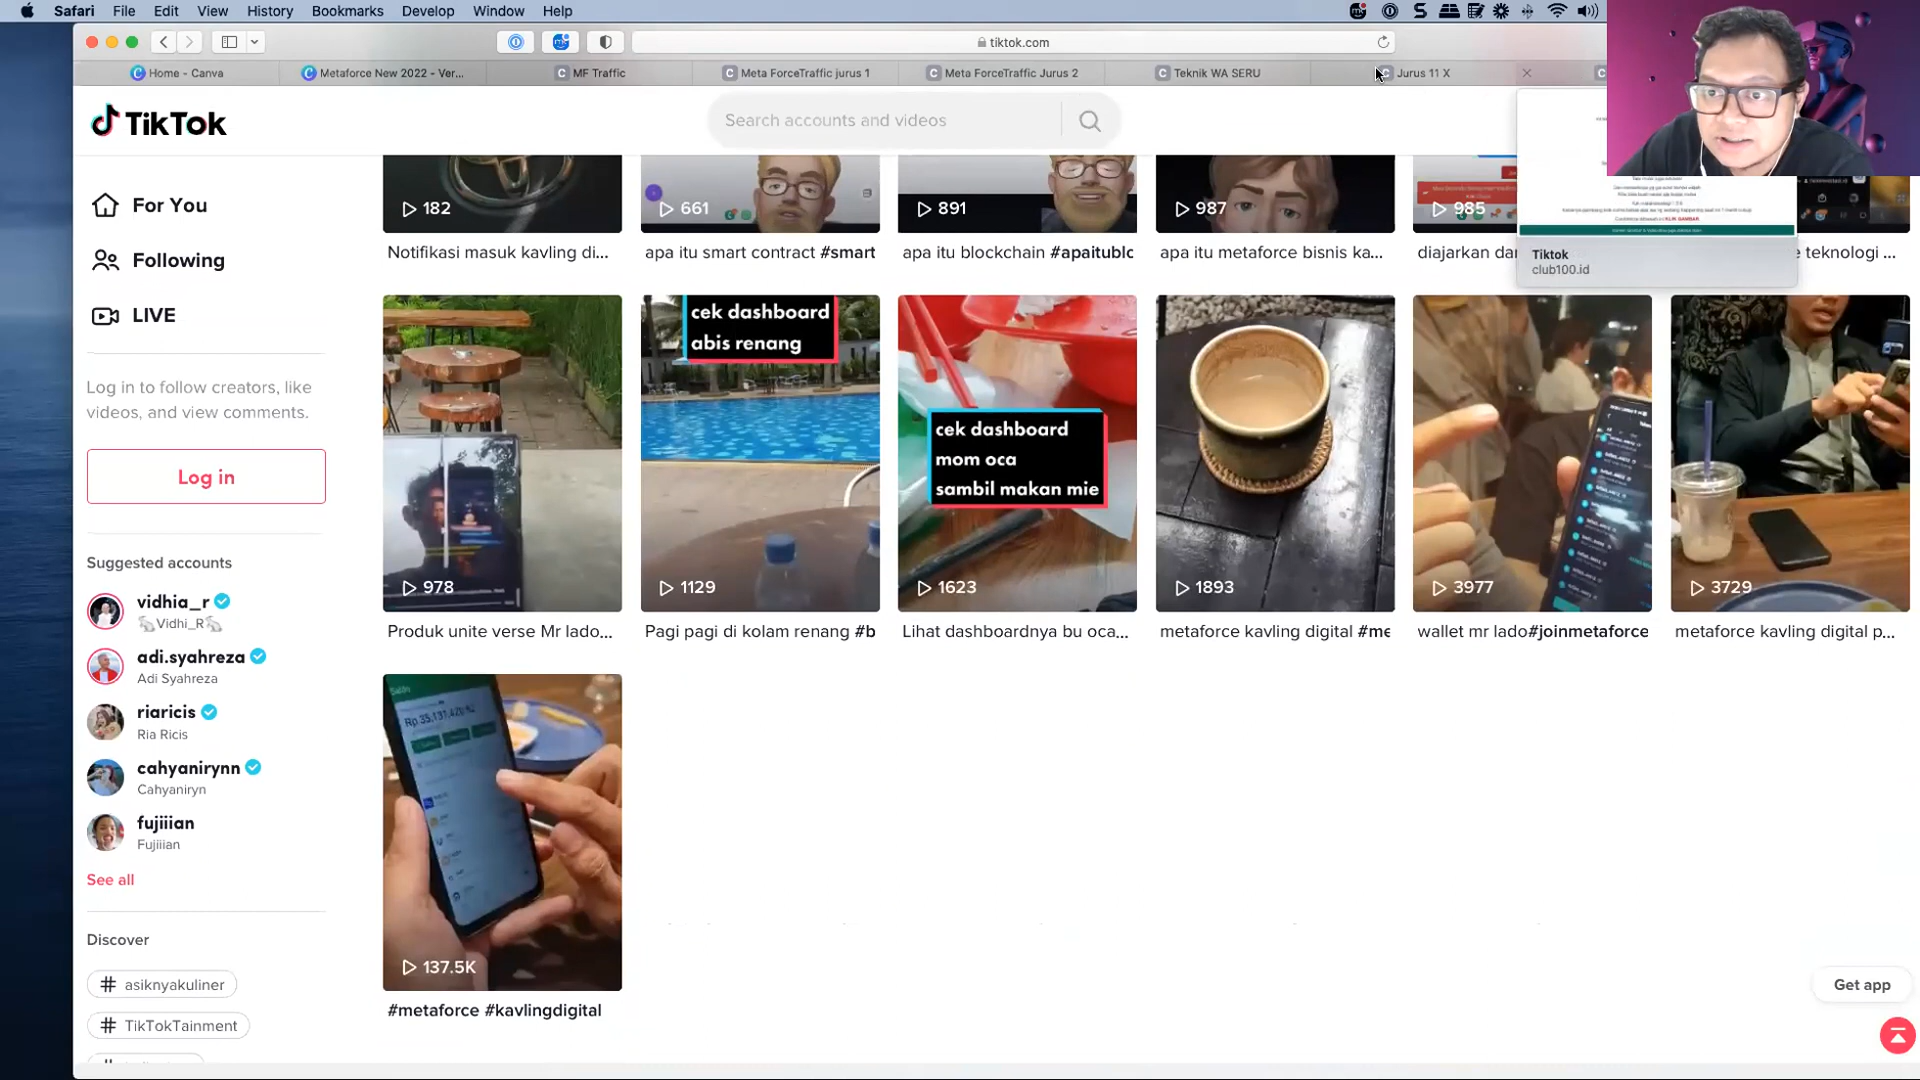 Safari File Edit View History Bookmarks Develop Window Help
tiktok.com
Home - Canva
Metaforce New 2022 - Ver...
MF Traffic
Meta ForceTraffic jurus 1
Meta ForceTraffic Jurus 2
Teknik WA SERU
Jurus 11 X
TikTok
Search accounts and videos
Tiktok
club100.id
For You
Following
LIVE
Log in to follow creators, like
videos, and view comments.
Log in
Suggested accounts
vidhia_r
Vidhi_R
adi.syahreza
Adi Syahreza
riaricis
Ria Ricis
cahyanirynn
Cahyaniryn
fujiiian
Fujiiian
See all
Discover
# asiknyakuliner
# TikTokTainment
182
661
891
987
985
Notifikasi masuk kavling di...
apa itu smart contract #smart
apa itu blockchain #apaitublc
apa itu metaforce bisnis ka...
diajarkan dar
e teknologi ...
cek dashboard
abis renang
cek dashboard
mom oca
sambil makan mie
978
1129
1623
1893
3977
3729
Produk unite verse Mr lado...
Pagi pagi di kolam renang #b
Lihat dashboardnya bu oca...
metaforce kavling digital #me
wallet mr lado#joinmetaforce
metaforce kavling digital p...
137.5K
#metaforce #kavlingdigital
Get app